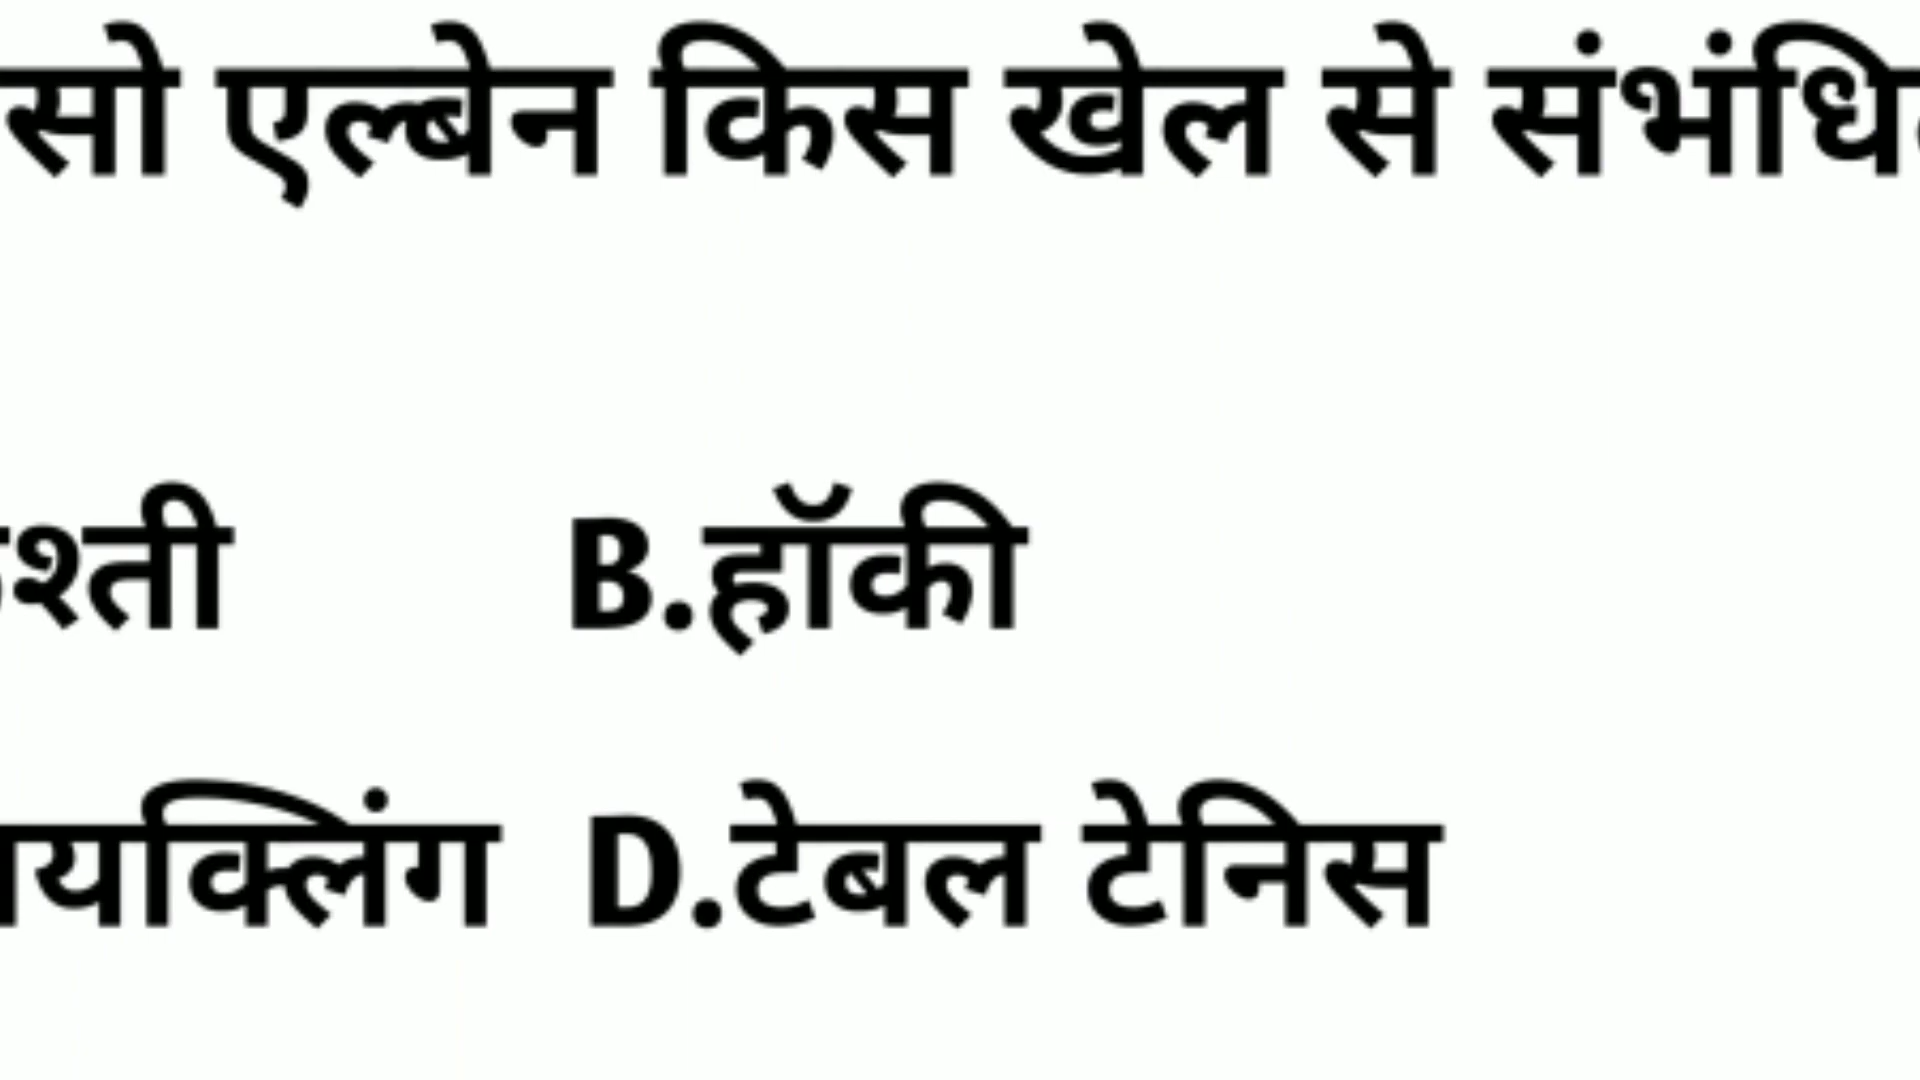 सो एल्बेन किस खेल से संभंधि
श्ती B.हॉकी
यक्लिंग D.टेबल टेनिस